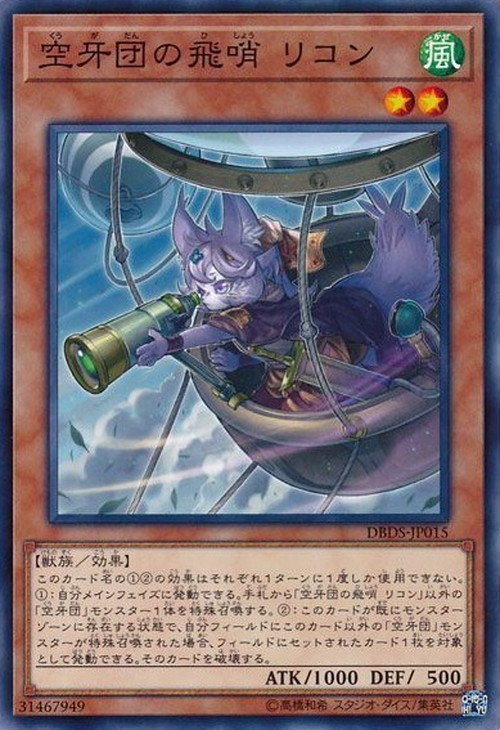 空牙団の飛哨 リコン
風
DBDS-JP015
【獣族／効果】
このカード名の①②の効果はそれぞれ1ターンに1度しか使用できない。
①：自分メインフェイズに発動できる。手札から「空牙団の飛哨 リコン」以外の
「空牙団」モンスター1体を特殊召喚する。②：このカードが既にモンスター
ゾーンに存在する状態で、自分フィールドにこのカード以外の「空牙団」モン
スターが特殊召喚された場合、フィールドにセットされたカード1枚を対象
として発動できる。そのカードを破壊する。
ATK/1000 DEF/ 500
31467949
©高橋和希 スタジオ・ダイス/集英社